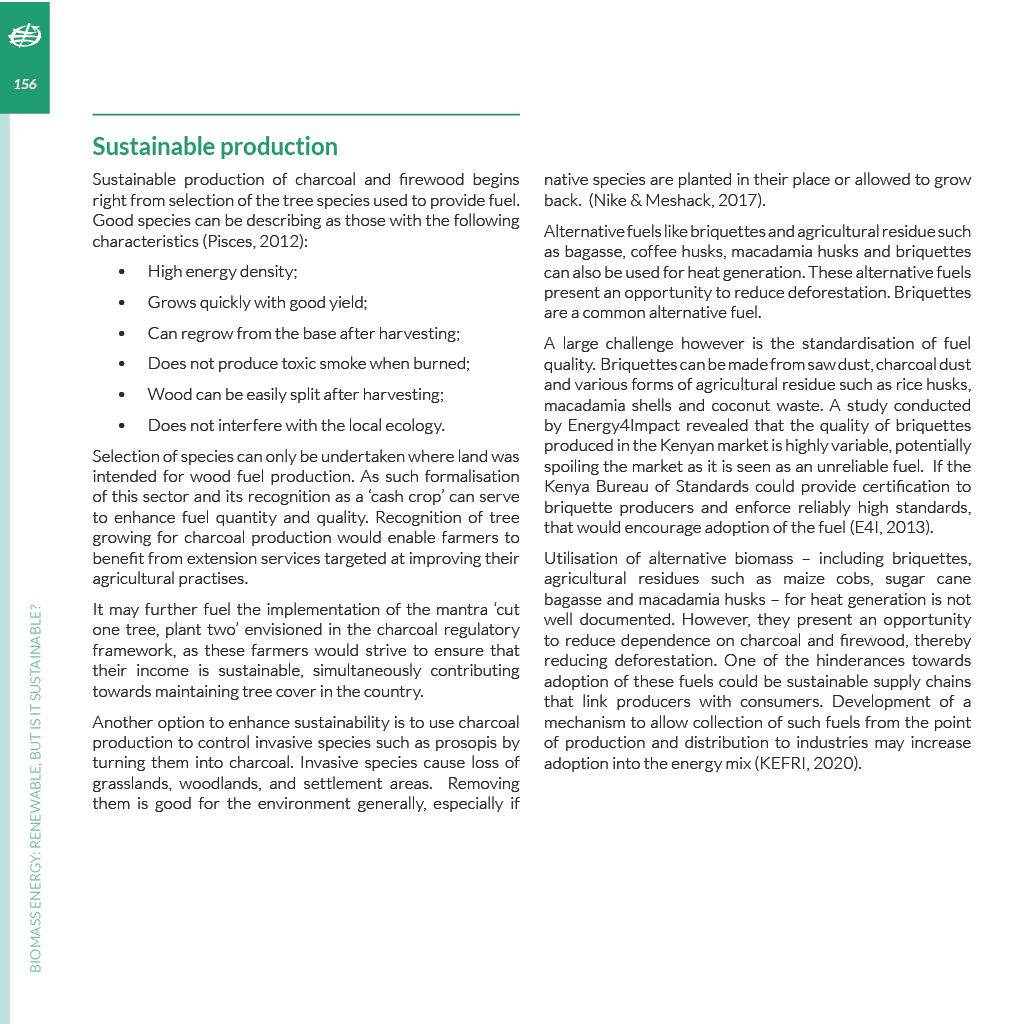 156
Sustainable production
Sustainable production of charcoal and firewood begins
right from selection of the tree species used to provide fuel.
Good species can be describing as those with the following
characteristics (Pisces, 2012):
• High energy density;
• Grows quickly with good yield;
• Can regrow from the base after harvesting;
• Does not produce toxic smoke when burned;
• Wood can be easily split after harvesting;
• Does not interfere with the local ecology.
Selection of species can only be undertaken where land was
intended for wood fuel production. As such formalisation
of this sector and its recognition as a ‘cash crop’ can serve
to enhance fuel quantity and quality. Recognition of tree
growing for charcoal production would enable farmers to
benefit from extension services targeted at improving their
agricultural practises.
It may further fuel the implementation of the mantra ‘cut
one tree, plant two’ envisioned in the charcoal regulatory
framework, as these farmers would strive to ensure that
their income is sustainable, simultaneously contributing
towards maintaining tree cover in the country.
Another option to enhance sustainability is to use charcoal
production to control invasive species such as prosopis by
turning them into charcoal. Invasive species cause loss of
grasslands, woodlands, and settlement areas. Removing
them is good for the environment generally, especially if
native species are planted in their place or allowed to grow
back. (Nike & Meshack, 2017).
Alternative fuels like briquettes and agricultural residue such
as bagasse, coffee husks, macadamia husks and briquettes
can also be used for heat generation. These alternative fuels
present an opportunity to reduce deforestation. Briquettes
are a common alternative fuel.
A large challenge however is the standardisation of fuel
quality. Briquettes can be made from saw dust, charcoal dust
and various forms of agricultural residue such as rice husks,
macadamia shells and coconut waste. A study conducted
by Energy4Impact revealed that the quality of briquettes
produced in the Kenyan market is highly variable, potentially
spoiling the market as it is seen as an unreliable fuel. If the
Kenya Bureau of Standards could provide certification to
briquette producers and enforce reliably high standards,
that would encourage adoption of the fuel (E4I, 2013).
Utilisation of alternative biomass – including briquettes,
agricultural residues such as maize cobs, sugar cane
bagasse and macadamia husks – for heat generation is not
well documented. However, they present an opportunity
to reduce dependence on charcoal and firewood, thereby
reducing deforestation. One of the hinderances towards
adoption of these fuels could be sustainable supply chains
that link producers with consumers. Development of a
mechanism to allow collection of such fuels from the point
of production and distribution to industries may increase
adoption into the energy mix (KEFRI, 2020).
BIOMASS ENERGY: RENEWABLE, BUT IS IT SUSTAINABLE?